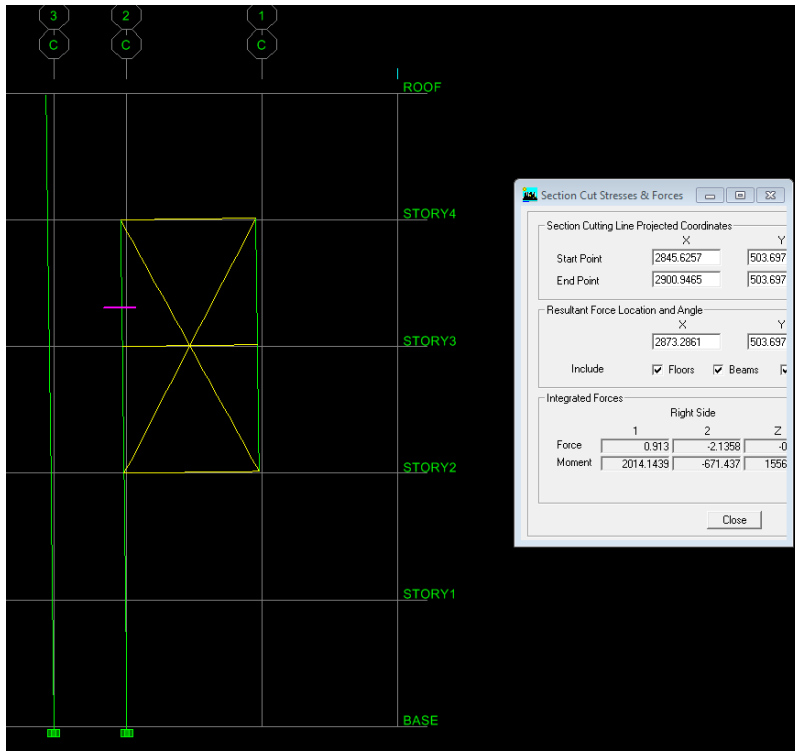 3 2 1
C C C
ROOF
STORY4
STORY3
STORY2
STORY1
BASE
Section Cut Stresses & Forces
Section Cutting Line Projected Coordinates
X Y
Start Point 2845.6257 503.697
End Point 2900.9465 503.697
Resultant Force Location and Angle
X Y
2873.2861 503.697
Include Floors Beams
Integrated Forces
Right Side
1 2 Z
Force 0.913 -2.1358 -0
Moment 2014.1439 -671.437 1556
Close